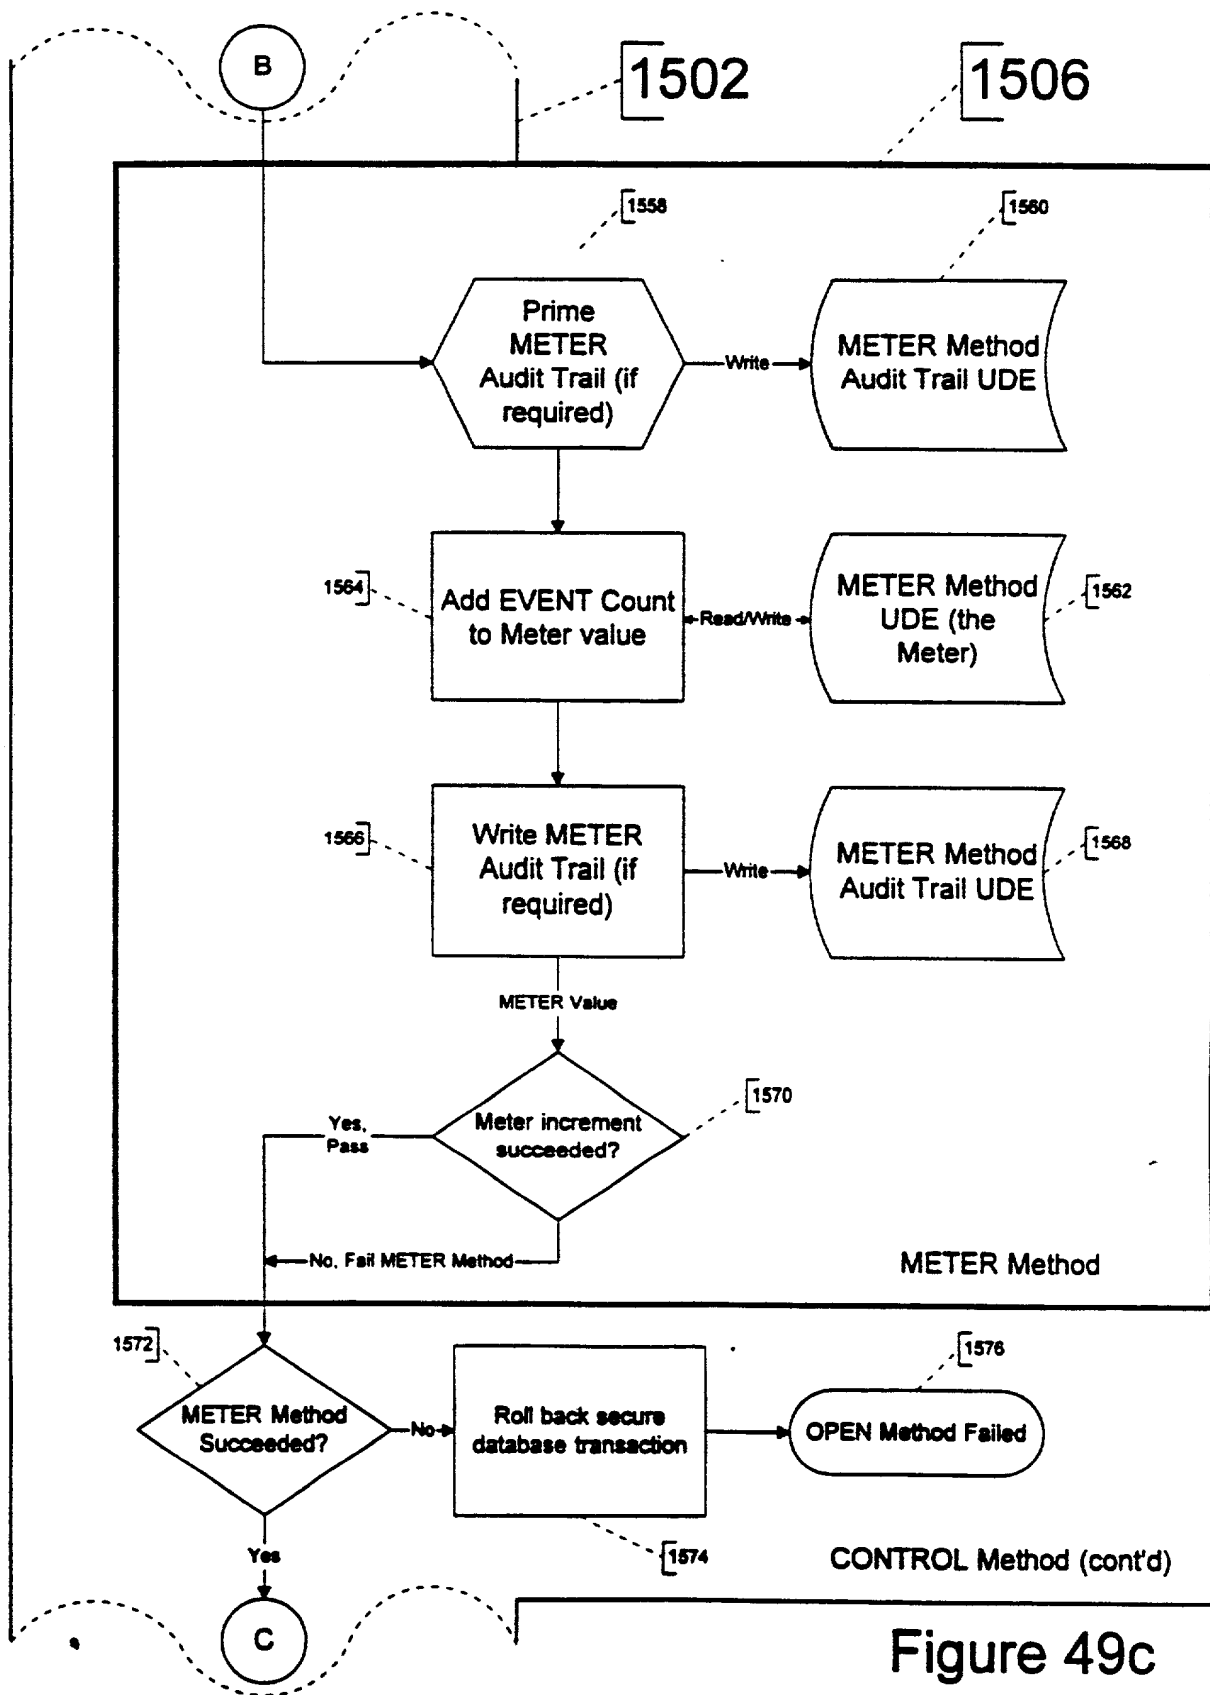 B
1502
1506
1558
1560
Prime
METER
Audit Trail (if
required)
Write
METER Method
Audit Trail UDE
1564
Add EVENT Count
to Meter value
Read/Write
METER Method
UDE (the
Meter)
1562
1566
Write METER
Audit Trail (if
required)
Write
METER Method
Audit Trail UDE
1568
METER Value
1570
Meter increment
succeeded?
Yes,
Pass
No, Fail METER Method
METER Method
1572
1576
METER Method
Succeeded?
No
Roll back secure
database transaction
OPEN Method Failed
Yes
1574
CONTROL Method (cont'd)
C
Figure 49c